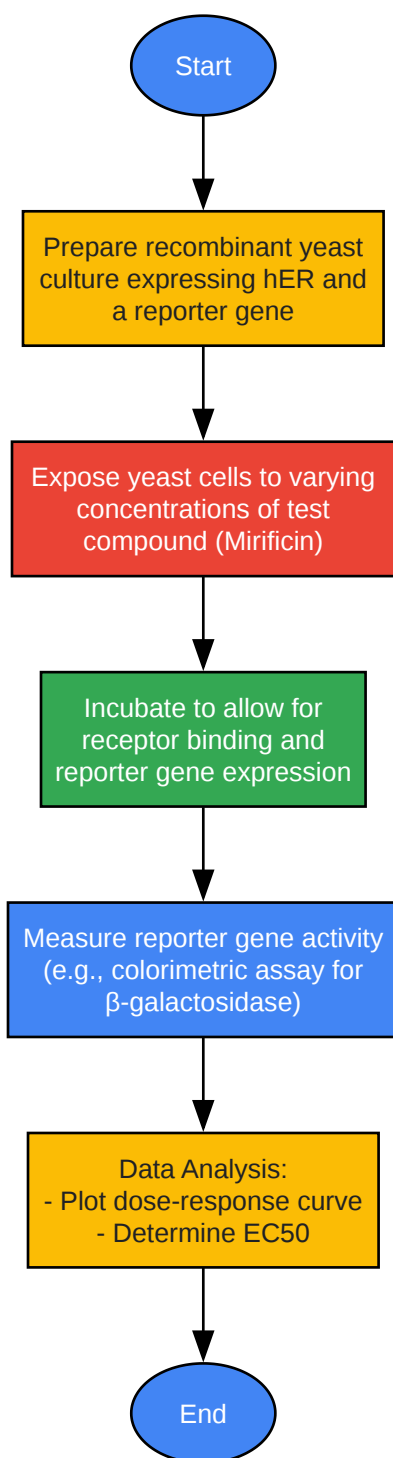 Start
Prepare recombinant yeast
culture expressing hER and
a reporter gene
Expose yeast cells to varying
concentrations of test
compound (Mirificin)
Incubate to allow for
receptor binding and
reporter gene expression
Measure reporter gene activity
(e.g., colorimetric assay for
β-galactosidase)
Data Analysis:
- Plot dose-response curve
- Determine EC50
End